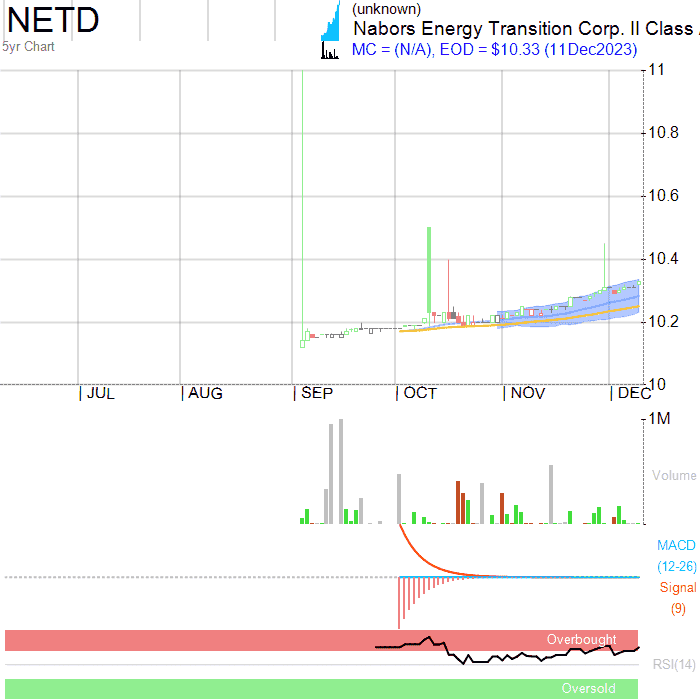 NETD
5yr Chart
(unknown)
Nabors Energy Transition Corp. II Class
MC = (N/A), EOD = $10.33 (11Dec2023)
11
10.8
10.6
10.4
10.2
10
JUL AUG SEP OCT NOV DEC
1M
Volume
MACD
(12-26)
Signal
(9)
Overbought
RSI(14)
Oversold